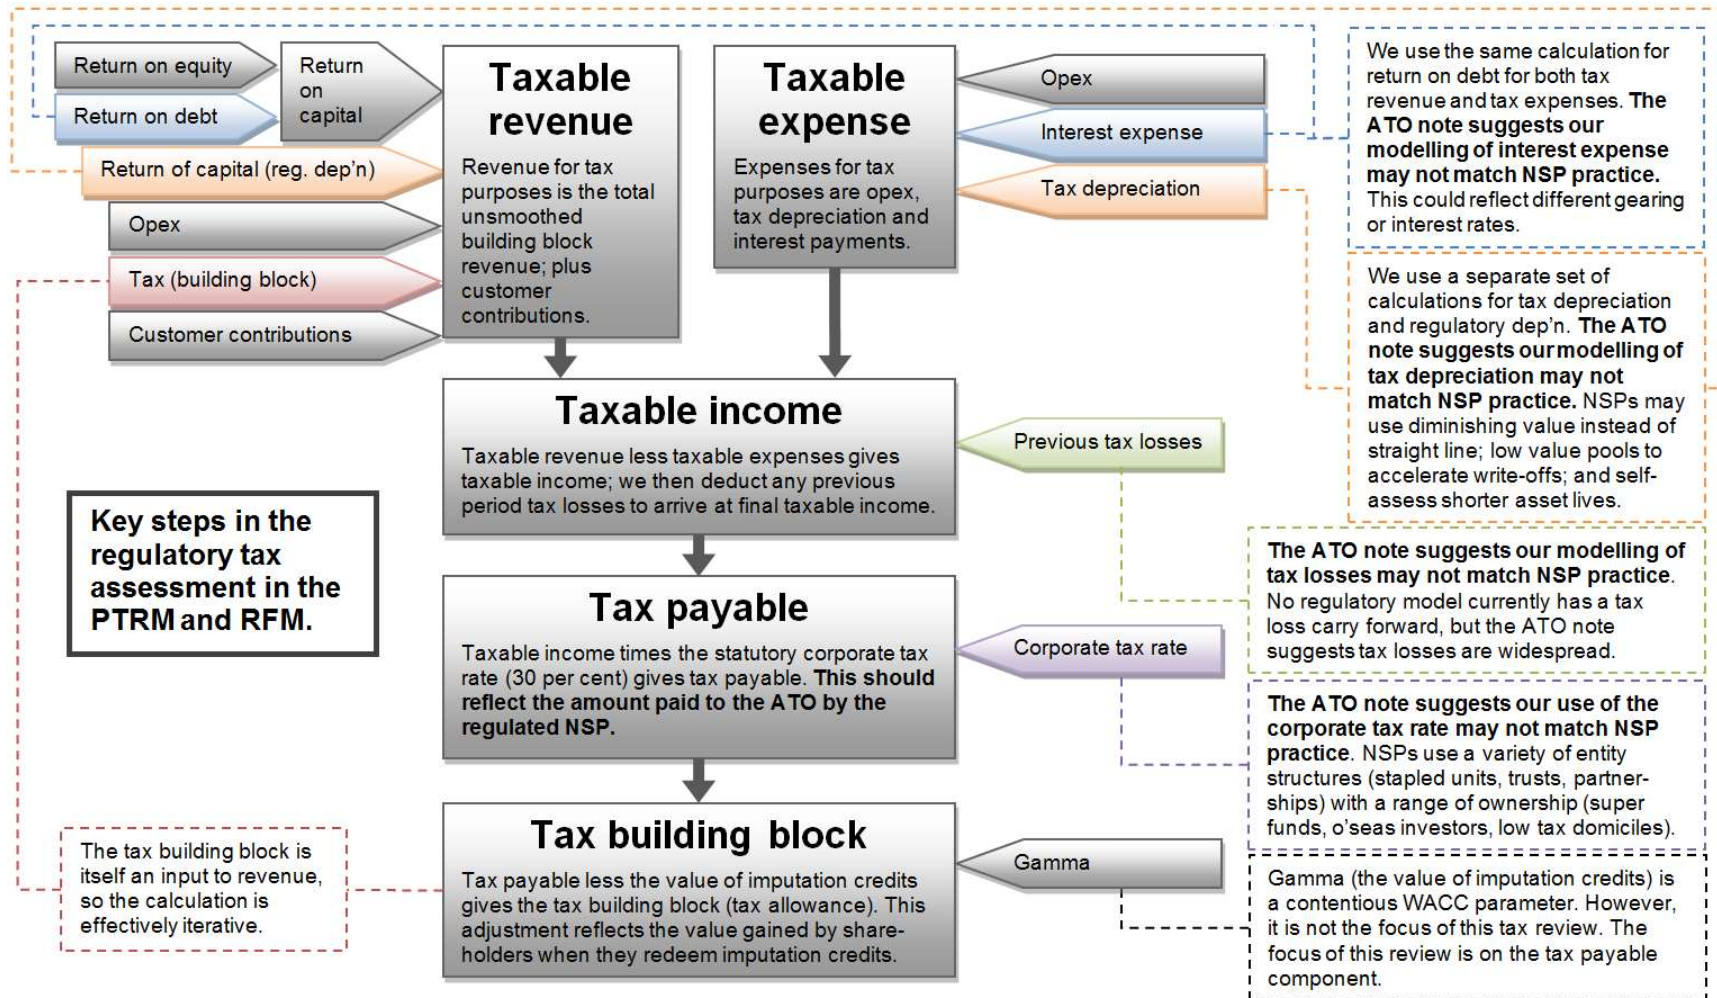 Return on equity
Return on debt
Return
on
capital
Return of capital (reg. dep'n)
Opex
Tax (building block)
Customer contributions
Taxable
revenue
Revenue for tax
purposes is the total
unsmoothed
building block
revenue; plus
customer
contributions.
Taxable
expense
Expenses for tax
purposes are opex,
tax depreciation and
interest payments.
Opex
Interest expense
Tax depreciation
We use the same calculation for
return on debt for both tax
revenue and tax expenses. The
ATO note suggests our
modelling of interest expense
may not match NSP practice.
This could reflect different gearing
or interest rates.
We use a separate set of
calculations for tax depreciation
and regulatory dep'n. The ATO
note suggests our modelling of
tax depreciation may not
match NSP practice. NSPs may
use diminishing value instead of
straight line; low value pools to
accelerate write-offs; and self-
assess shorter asset lives.
Taxable income
Taxable revenue less taxable expenses gives
taxable income; we then deduct any previous
period tax losses to arrive at final taxable income.
Previous tax losses
Key steps in the
regulatory tax
assessment in the
PTRM and RFM.
The ATO note suggests our modelling of
tax losses may not match NSP practice.
No regulatory model currently has a tax
loss carry forward, but the ATO note
suggests tax losses are widespread.
Tax payable
Taxable income times the statutory corporate tax
rate (30 per cent) gives tax payable. This should
reflect the amount paid to the ATO by the
regulated NSP.
Corporate tax rate
The ATO note suggests our use of the
corporate tax rate may not match NSP
practice. NSPs use a variety of entity
structures (stapled units, trusts, partner-
ships) with a range of ownership (super
funds, o'seas investors, low tax domiciles).
The tax building block is
itself an input to revenue,
so the calculation is
effectively iterative.
Tax building block
Tax payable less the value of imputation credits
gives the tax building block (tax allowance). This
adjustment reflects the value gained by share-
holders when they redeem imputation credits.
Gamma
Gamma (the value of imputation credits) is
a contentious WACC parameter. However,
it is not the focus of this tax review. The
focus of this review is on the tax payable
component.